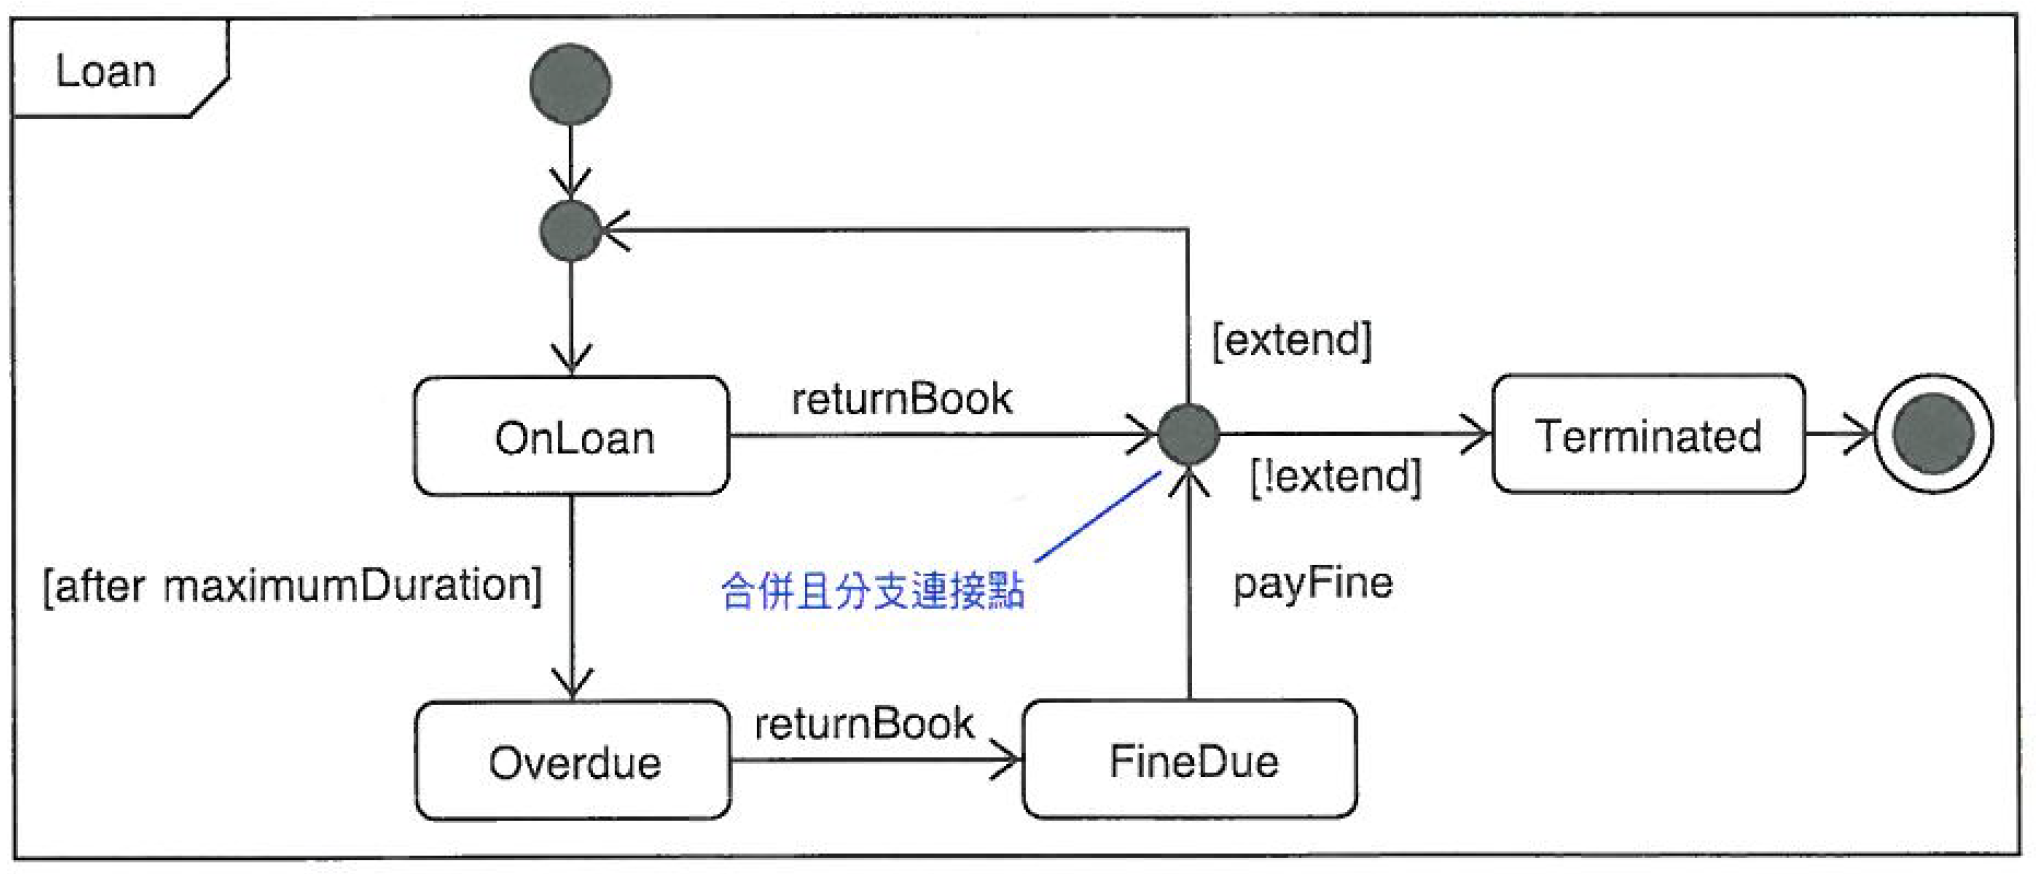 Loan
[extend]
returnBook
OnLoan
Terminated
[!extend]
[after maximumDuration]
合併且分支連接點
payFine
returnBook
Overdue
FineDue